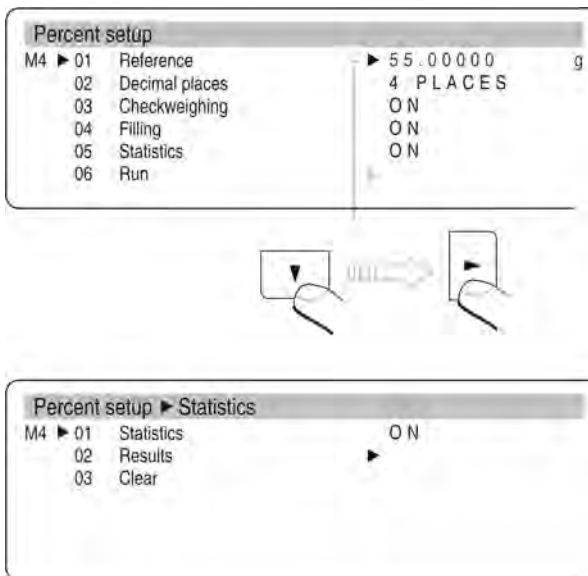 Percent setup
M4 ▶ 01 Reference ▶ 55.00000 g
02 Decimal places 4 PLACES
03 Checkweighing ON
04 Filling ON
05 Statistics ON
06 Run
Percent setup ▶ Statistics
M4 ▶ 01 Statistics ON
02 Results ▶
03 Clear